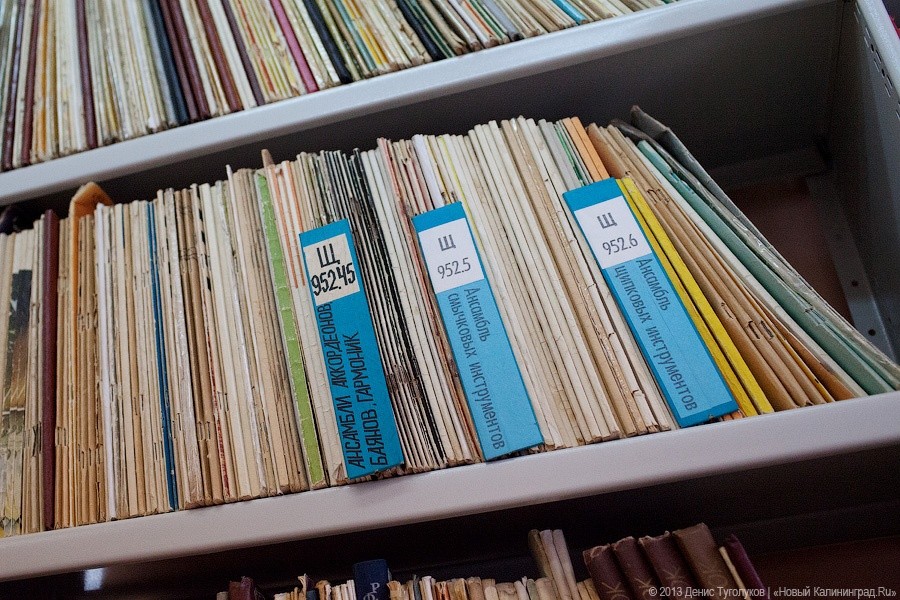 Щ
952.45
АНСАМБЛИ АККОРДЕОНОВ
БАЯНОВ ГАРМОНИК
Щ
952.5
Ансамбль
смычковых инструментов
Щ
952.6
Ансамбль
щипковых инструментов
© 2013 Денис Туголуков | «Новый Калининград.Ru»